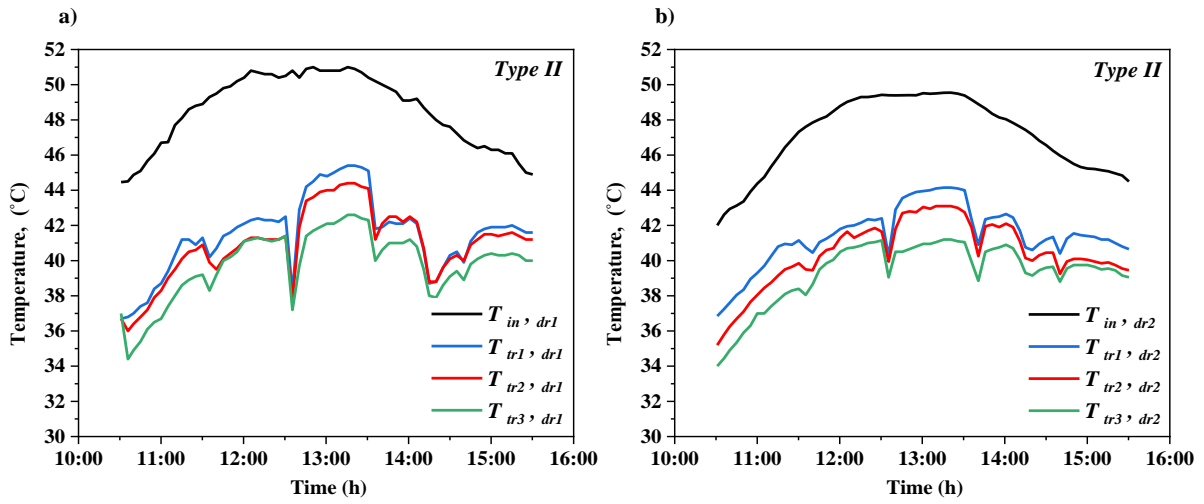 a)
Type II
Temperature, (°C)
52
50
48
46
44
42
40
38
36
34
32
30
10:00 11:00 12:00 13:00 14:00 15:00 16:00
Time (h)
T in , dr1
T tr1 , dr1
T tr2 , dr1
T tr3 , dr1
b)
Type II
Temperature, (°C)
52
50
48
46
44
42
40
38
36
34
32
30
10:00 11:00 12:00 13:00 14:00 15:00 16:00
Time (h)
T in , dr2
T tr1 , dr2
T tr2 , dr2
T tr3 , dr2